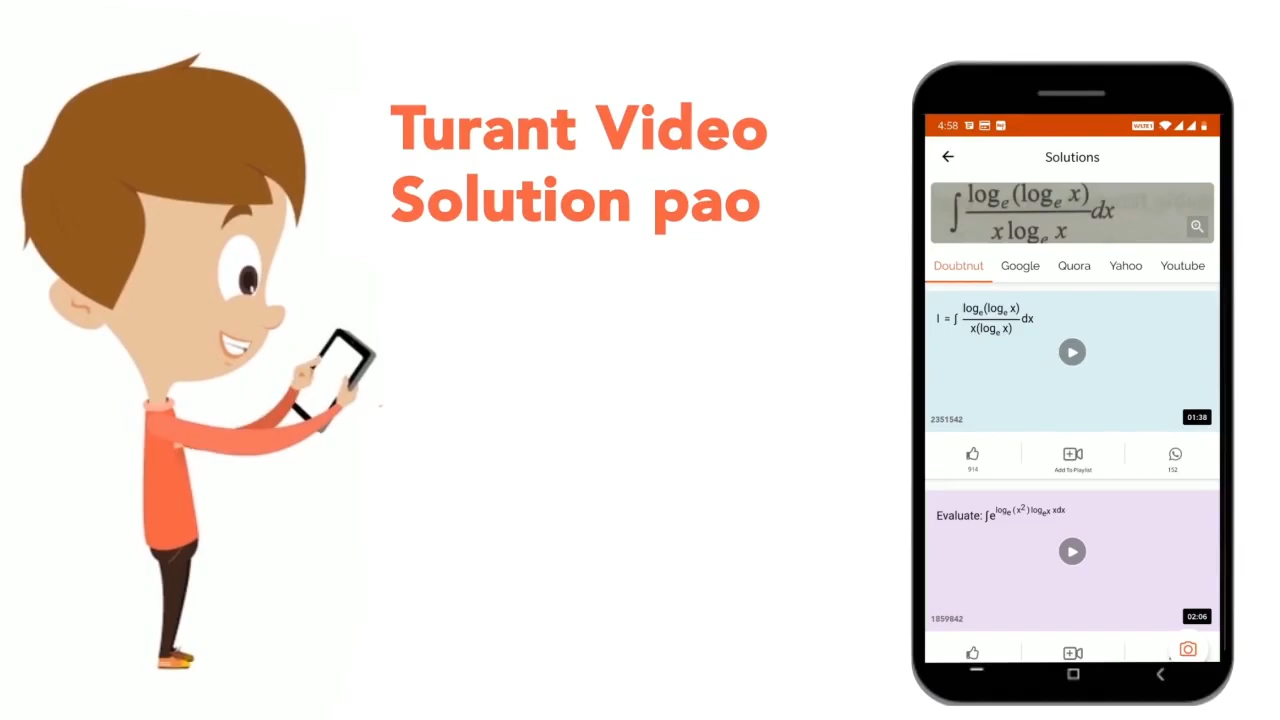 Turant Video
Solution pao
4:58
WLTE1
Solutions
∫ logₑ(logₑ x) / x logₑ x dx
Doubtnut Google Quora Yahoo Youtube
I = ∫ logₑ(logₑ x) / x(logₑ x) dx
2351542 01:38
914 Add To Playlist 152
Evaluate: ∫e^logₑ(x²)logₑx xdx
1859842 02:06